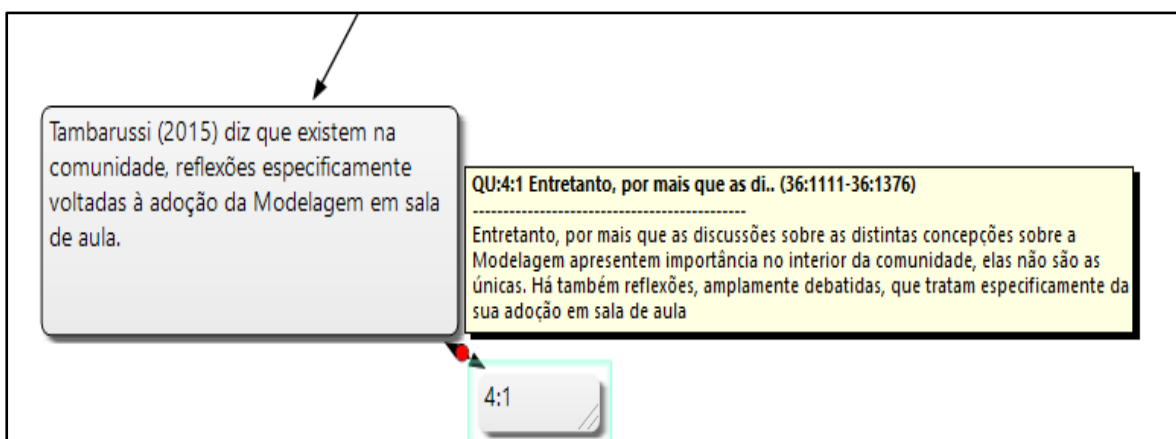 Tambarussi (2015) diz que existem na
comunidade, reflexões especificamente
voltadas à adoção da Modelagem em sala
de aula.
QU:4:1 Entretanto, por mais que as di.. (36:1111-36:1376)
----------------------------------------------
Entretanto, por mais que as discussões sobre as distintas concepções sobre a
Modelagem apresentem importância no interior da comunidade, elas não são as
únicas. Há também reflexões, amplamente debatidas, que tratam especificamente da
sua adoção em sala de aula
4:1